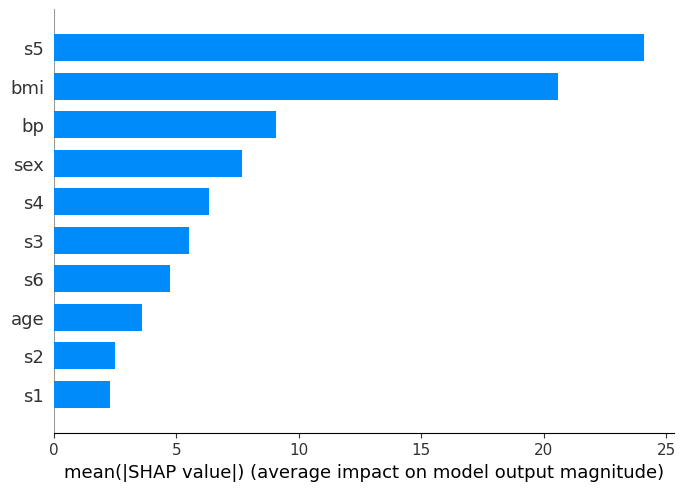 s5
bmi
bp
sex
s4
s3
s6
age
s2
s1
0 5 10 15 20 25
mean(|SHAP value|) (average impact on model output magnitude)